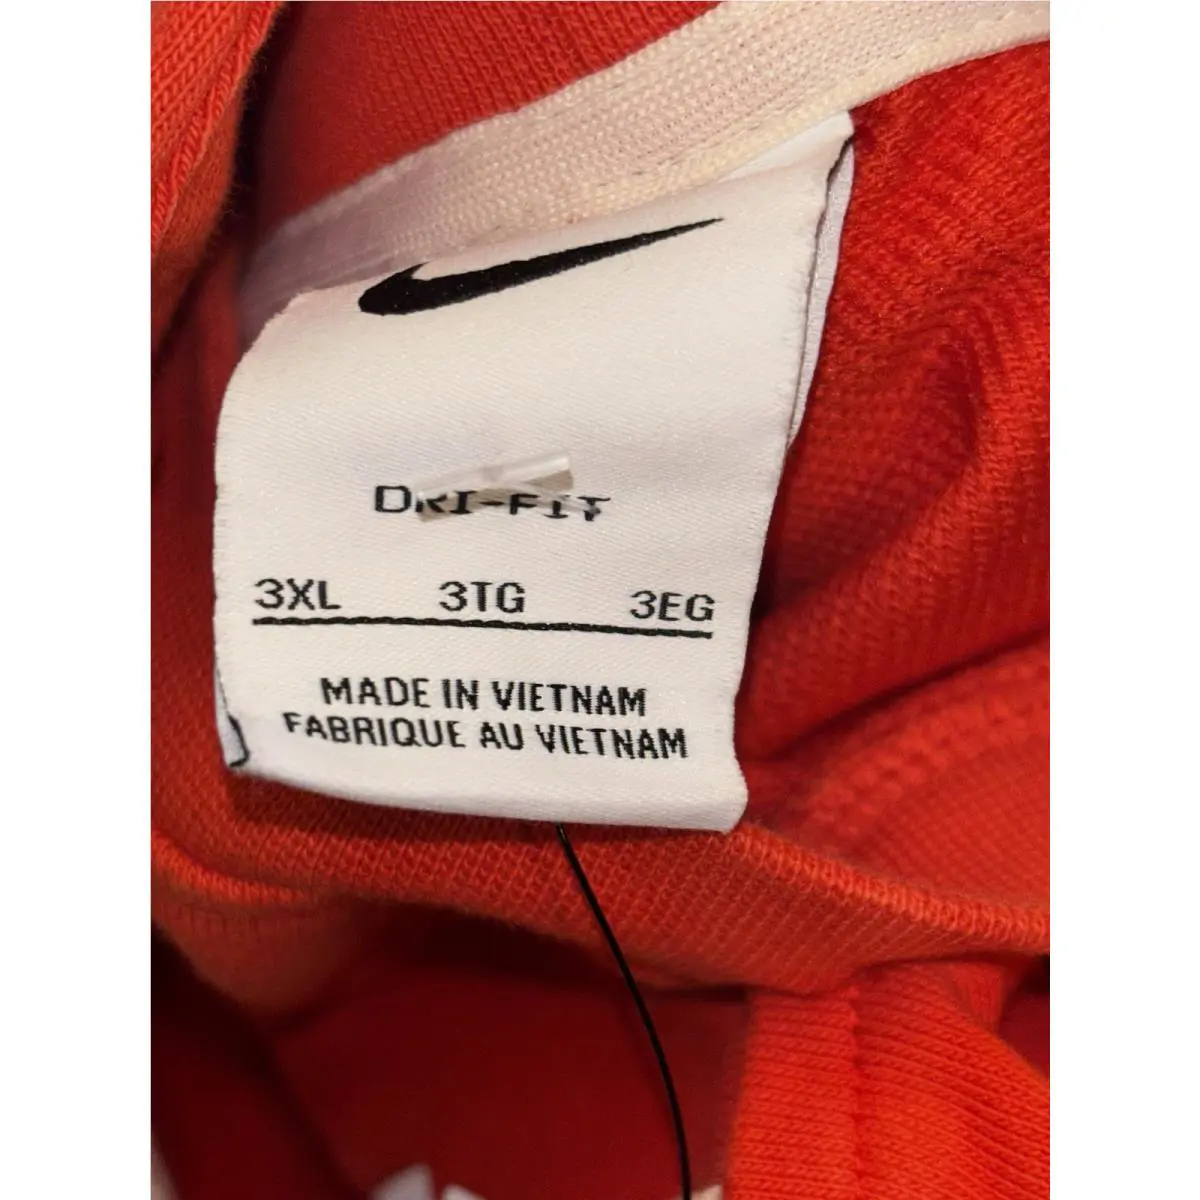 DRI-FIT
3XL 3TG 3EG
MADE IN VIETNAM
FABRIQUE AU VIETNAM